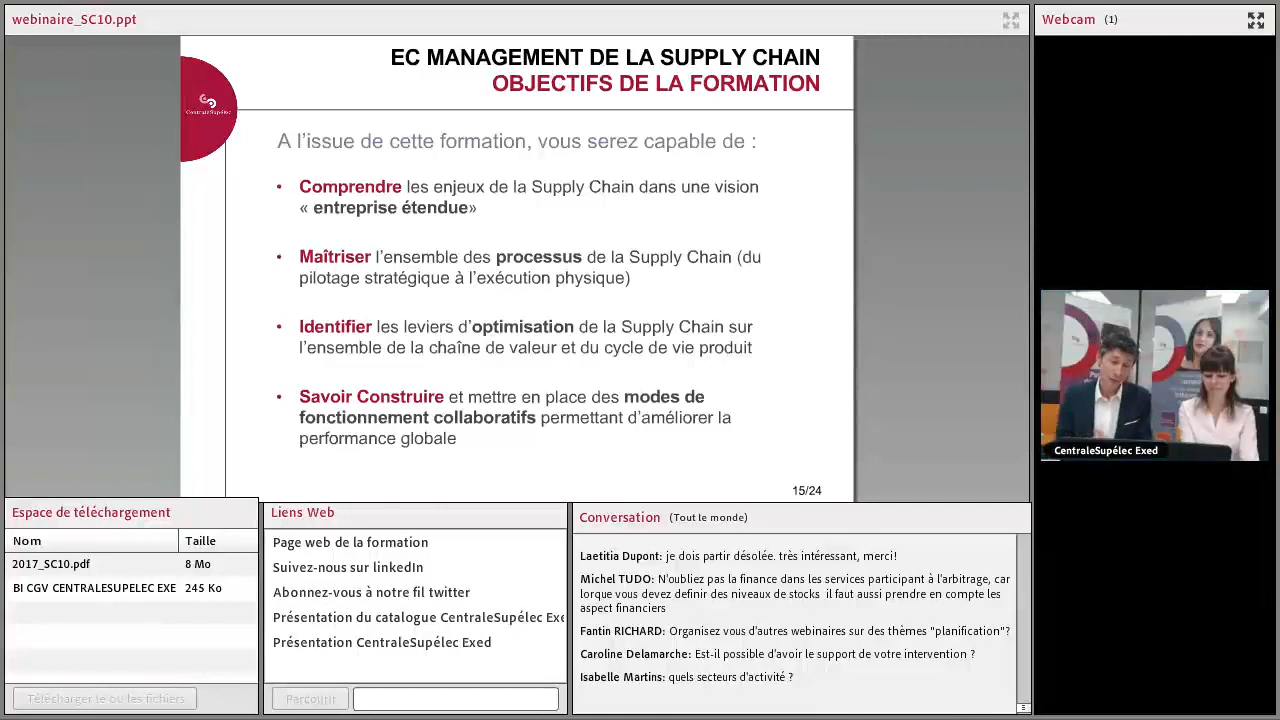 webinaire_SC10.ppt
EC MANAGEMENT DE LA SUPPLY CHAIN
OBJECTIFS DE LA FORMATION
CentraleSupélec
A l'issue de cette formation, vous serez capable de :
• Comprendre les enjeux de la Supply Chain dans une vision
« entreprise étendue»
• Maîtriser l'ensemble des processus de la Supply Chain (du
pilotage stratégique à l'exécution physique)
• Identifier les leviers d'optimisation de la Supply Chain sur
l'ensemble de la chaîne de valeur et du cycle de vie produit
• Savoir Construire et mettre en place des modes de
fonctionnement collaboratifs permettant d'améliorer la
performance globale
15/24
Webcam (1)
CentraleSupélec Exed
Espace de téléchargement
Nom Taille
2017_SC10.pdf 8 Mo
BI CGV CENTRALESUPELEC EXE 245 Ko
Télécharger le ou les fichiers
Liens Web
Page web de la formation
Suivez-nous sur linkedIn
Abonnez-vous à notre fil twitter
Présentation du catalogue CentraleSupélec Exe
Présentation CentraleSupélec Exed
Parcourir
Conversation (Tout le monde)
Laetitia Dupont: je dois partir désolée. très intéressant, merci!
Michel TUDO: N'oubliez pas la finance dans les services participant à l'arbitrage, car
lorsque vous devez definir des niveaux de stocks il faut aussi prendre en compte les
aspect financiers
Fantin RICHARD: Organisez vous d'autres webinaires sur des thèmes "planification"?
Caroline Delamarche: Est-il possible d'avoir le support de votre intervention ?
Isabelle Martins: quels secteurs d'activité ?